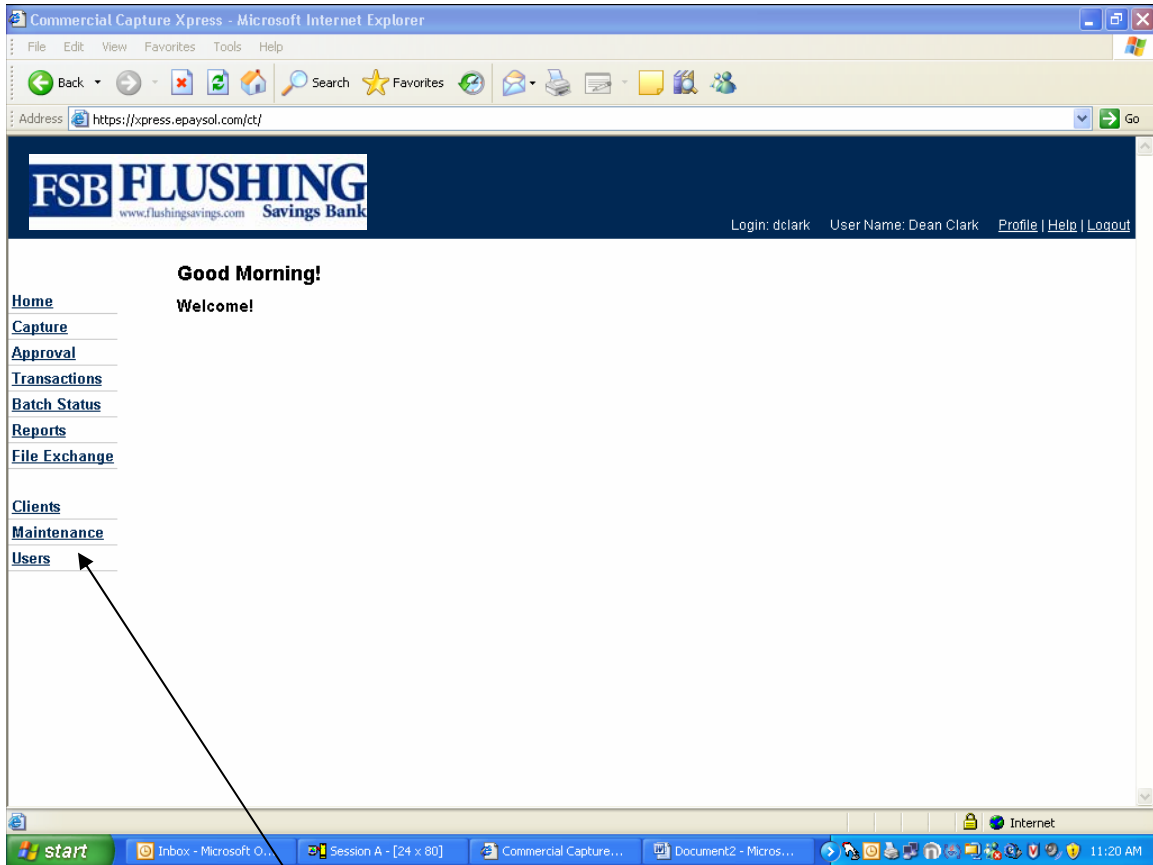 Commercial Capture Xpress - Microsoft Internet Explorer
File Edit View Favorites Tools Help
Back Search Favorites
Address https://xpress.epaysol.com/ct/ Go
FSB FLUSHING
www.flushingsavings.com Savings Bank
Login: dclark User Name: Dean Clark Profile | Help | Logout
Good Morning!
Welcome!
Home
Capture
Approval
Transactions
Batch Status
Reports
File Exchange
Clients
Maintenance
Users
Internet
start Inbox - Microsoft O... Session A - [24 x 80] Commercial Capture... Document2 - Micros... 11:20 AM